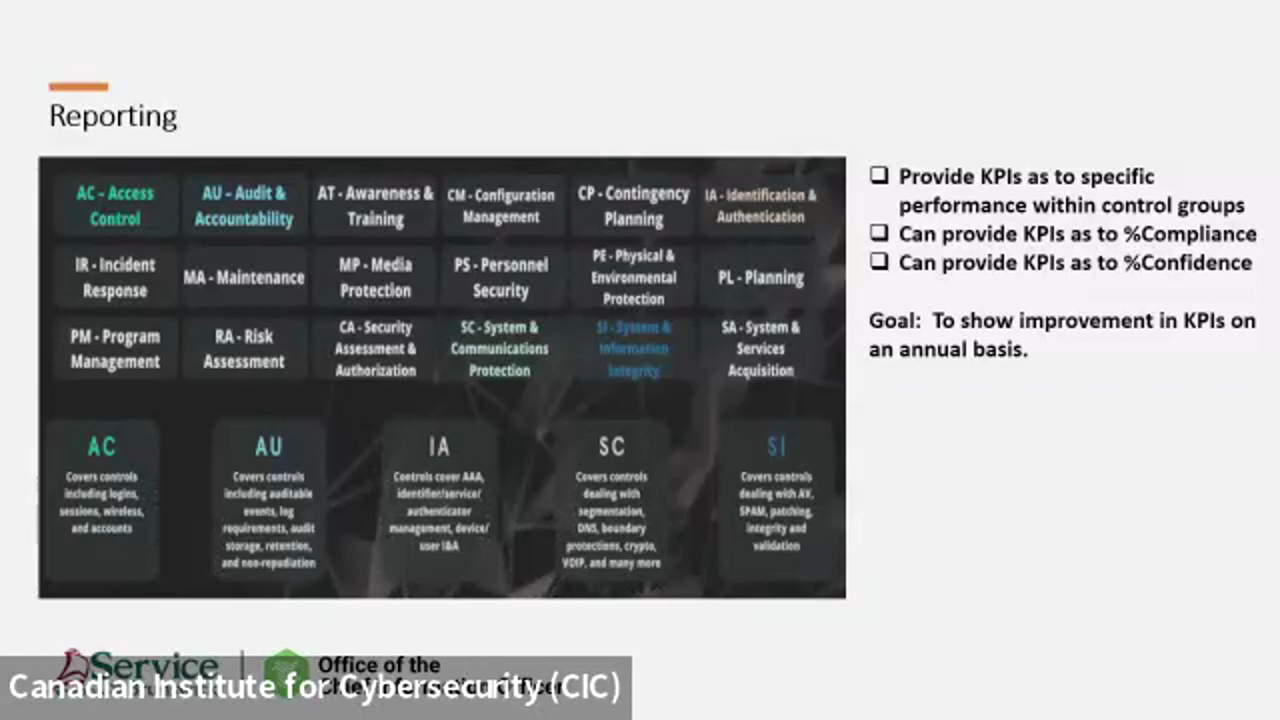 Reporting
AC - Access
Control
AU - Audit &
Accountability
AT - Awareness &
Training
CM - Configuration
Management
CP - Contingency
Planning
IA - Identification &
Authentication
IR - Incident
Response
MA - Maintenance
MP - Media
Protection
PS - Personnel
Security
PE - Physical &
Environmental
Protection
PL - Planning
PM - Program
Management
RA - Risk
Assessment
CA - Security
Assessment &
Authorization
SC - System &
Communications
Protection
SI - System &
Information
Integrity
SA - System &
Services
Acquisition
AC
Covers controls
including logins,
sessions, wireless,
and accounts
AU
Covers controls
including auditable
events, log
requirements, audit
storage, retention,
and non-repudiation
IA
Controls cover AAA,
identifier/service/
authenticator
management, device/
user I&A
SC
Covers controls
dealing with
segmentation,
DNS, boundary
protections, crypto,
VOIP, and many more
SI
Covers controls
dealing with AV,
SPAM, patching,
integrity and
validation
Provide KPIs as to specific
performance within control groups
Can provide KPIs as to %Compliance
Can provide KPIs as to %Confidence
Goal: To show improvement in KPIs on
an annual basis.
Service
Office of the
Canadian Institute for Cybersecurity (CIC)